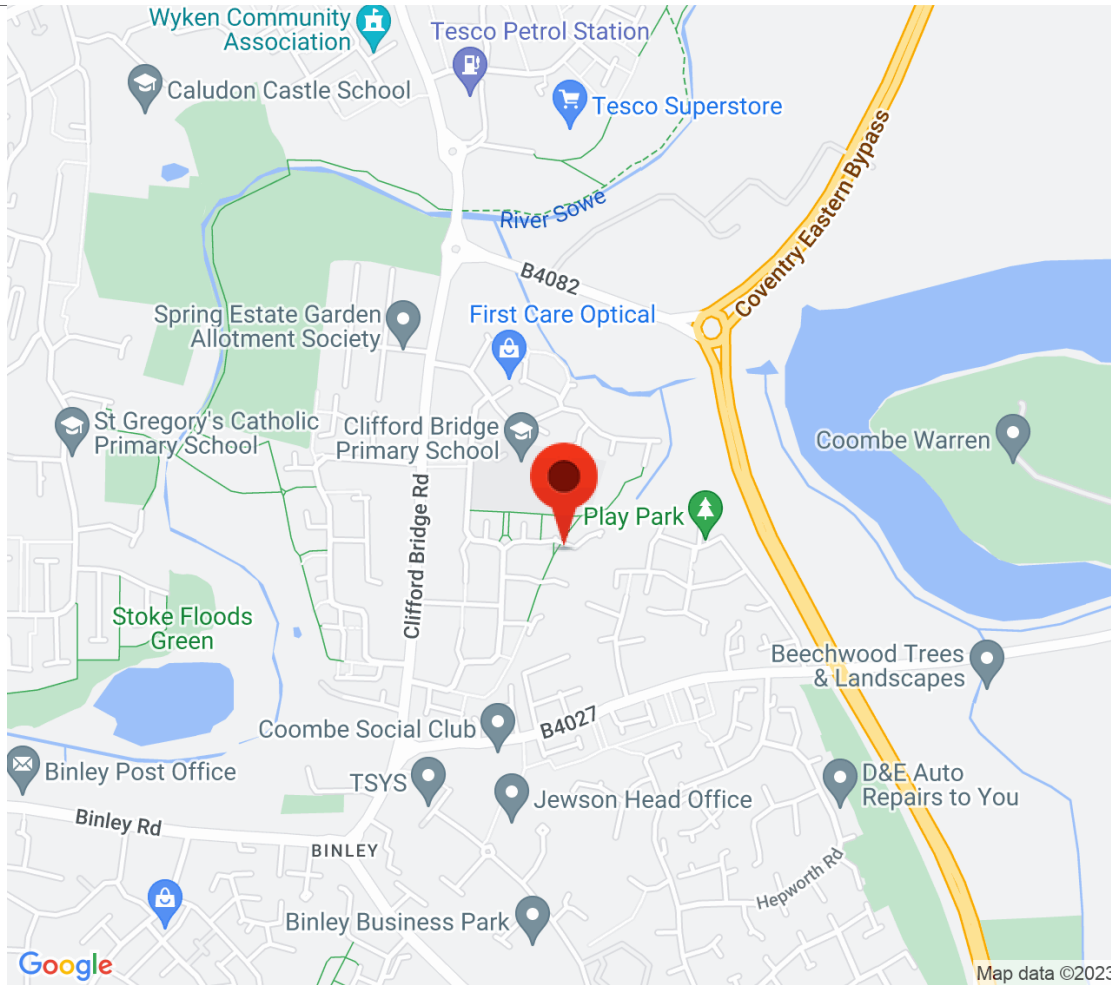 Wyken Community
Association
Tesco Petrol Station
Caludon Castle School
Tesco Superstore
Coventry Eastern Bypass
River Sowe
B4082
Spring Estate Garden
Allotment Society
First Care Optical
St Gregory's Catholic
Primary School
Clifford Bridge
Primary School
Coombe Warren
Clifford Bridge Rd
Play Park
Stoke Floods
Green
Beechwood Trees
& Landscapes
Coombe Social Club
B4027
Binley Post Office
TSYS
D&E Auto
Repairs to You
Jewson Head Office
Binley Rd
BINLEY
Hepworth Rd
Binley Business Park
Google
Map data ©2023